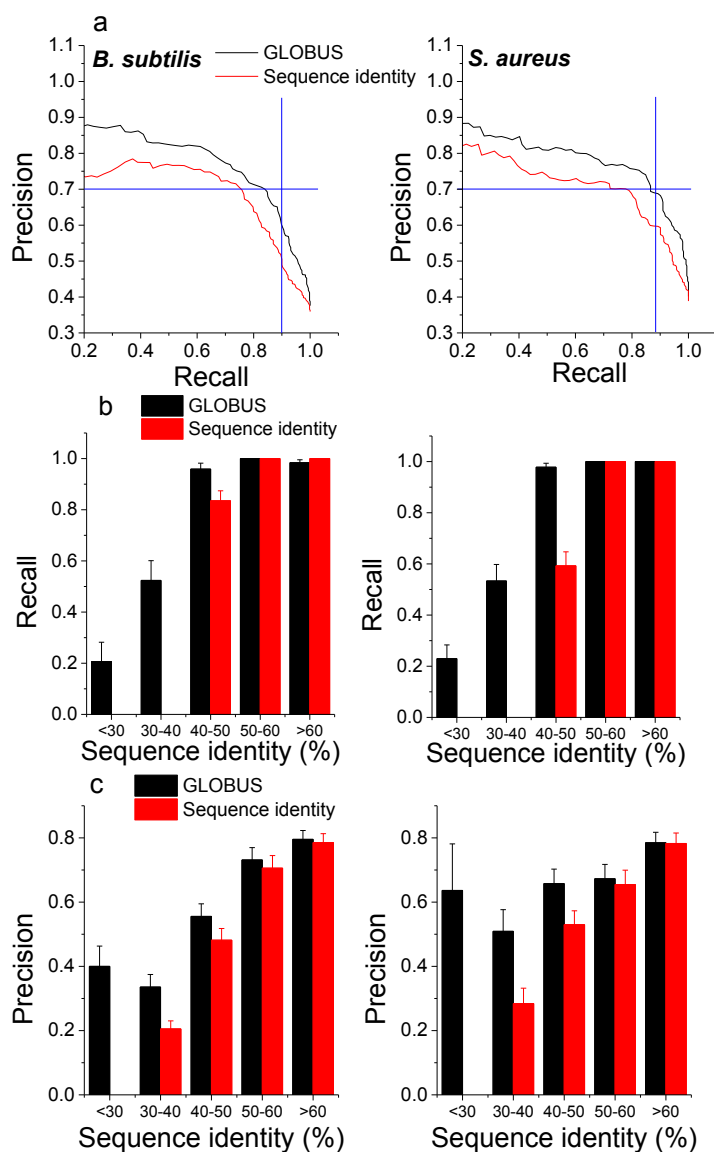 a
B. subtilis
GLOBUS
Sequence identity
S. aureus
1.1
1.0
0.9
0.8
0.7
0.6
0.5
0.4
0.3
Precision
0.2 0.4 0.6 0.8 1.0
Recall
1.1
1.0
0.9
0.8
0.7
0.6
0.5
0.4
0.3
Precision
0.2 0.4 0.6 0.8 1.0
Recall
b
GLOBUS
Sequence identity
1.0
0.8
0.6
0.4
0.2
0.0
Recall
<30 30-40 40-50 50-60 >60
Sequence identity (%)
1.0
0.8
0.6
0.4
0.2
0.0
Recall
<30 30-40 40-50 50-60 >60
Sequence identity (%)
c
GLOBUS
Sequence identity
0.8
0.6
0.4
0.2
0.0
Precision
<30 30-40 40-50 50-60 >60
Sequence identity (%)
0.8
0.6
0.4
0.2
0.0
Precision
<30 30-40 40-50 50-60 >60
Sequence identity (%)